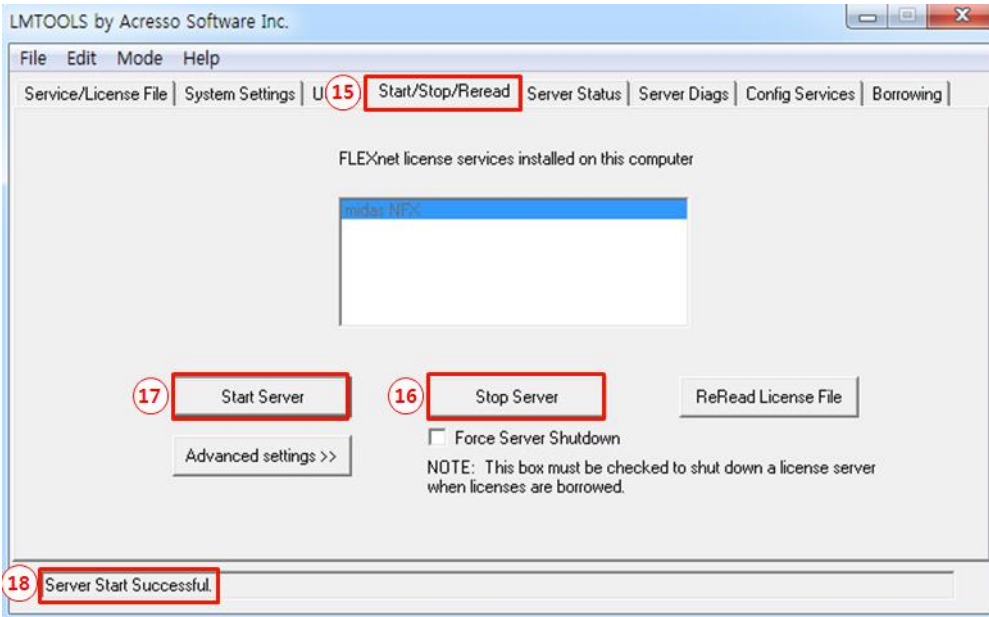 LMTOOLS by Acresso Software Inc.
File Edit Mode Help
Service/License File System Settings U 15 Start/Stop/Reread Server Status Server Diags Config Services Borrowing
FLEXnet license services installed on this computer
midas NFX
17 Start Server 16 Stop Server ReRead License File
Advanced settings >> Force Server Shutdown
NOTE: This box must be checked to shut down a license server
when licenses are borrowed.
18 Server Start Successful.